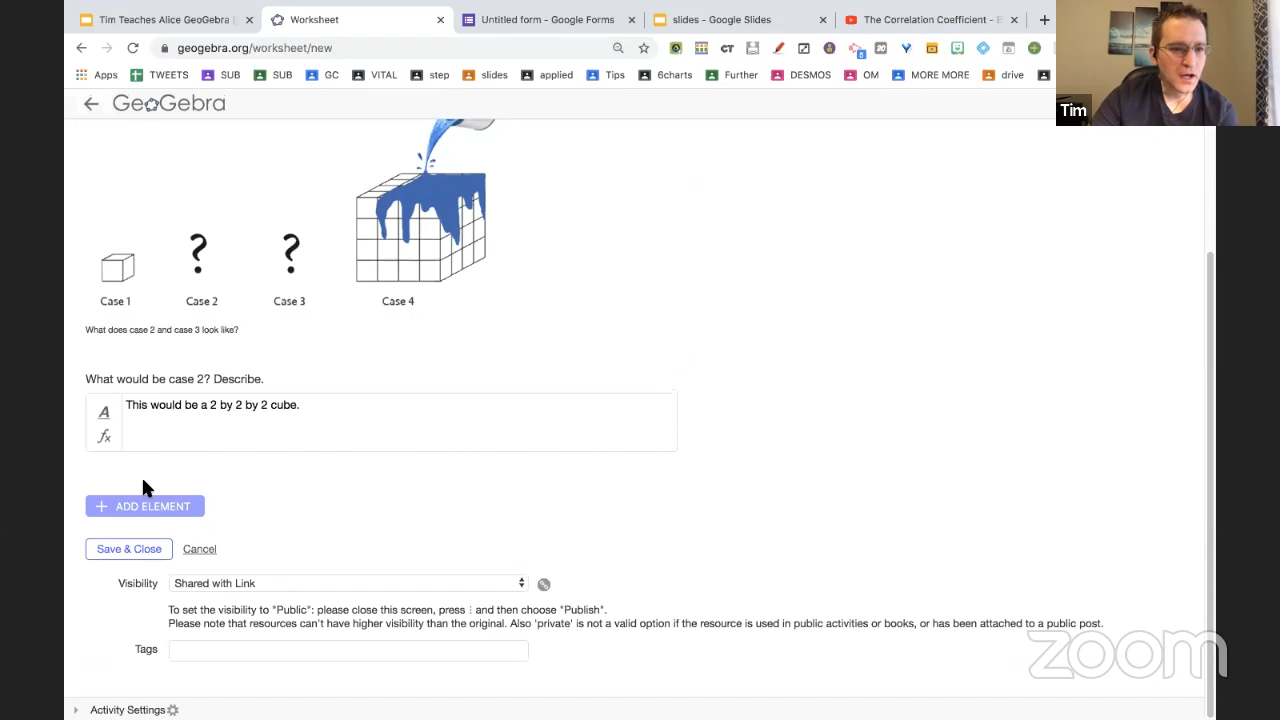 Tim Teaches Alice GeoGebra (
Worksheet
Untitled form - Google Forms
slides - Google Slides
The Correlation Coefficient - E
geogebra.org/worksheet/new
CT
20
8
Apps
TWEETS
SUB
SUB
GC
VITAL
step
slides
applied
Tips
6charts
Further
DESMOS
OM
MORE MORE
drive
Tim
GeoGebra
?
?
Case 1
Case 2
Case 3
Case 4
What does case 2 and case 3 look like?
What would be case 2? Describe.
A
fx
This would be a 2 by 2 by 2 cube.
+ ADD ELEMENT
Save & Close
Cancel
Visibility
Shared with Link
To set the visibility to "Public": please close this screen, press ⋮ and then choose "Publish".
Please note that resources can't have higher visibility than the original. Also 'private' is not a valid option if the resource is used in public activities or books, or has been attached to a public post.
Tags
zoom
Activity Settings